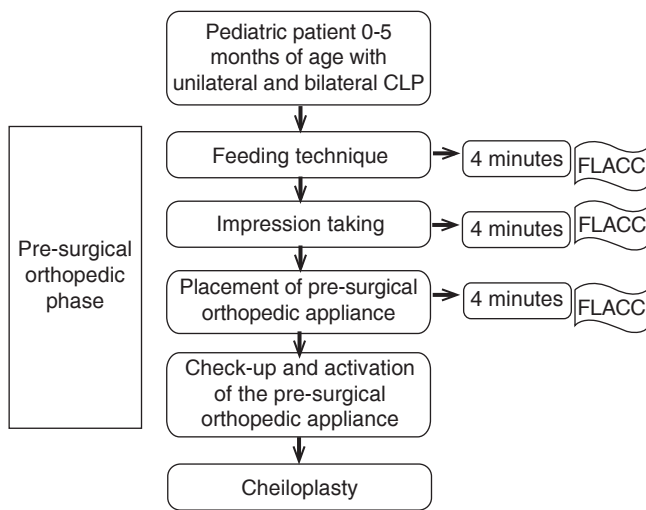 Pediatric patient 0-5
months of age with
unilateral and bilateral CLP
Pre-surgical
orthopedic
phase
Feeding technique
4 minutes
FLACC
Impression taking
4 minutes
FLACC
Placement of pre-surgical
orthopedic appliance
4 minutes
FLACC
Check-up and activation
of the pre-surgical
orthopedic appliance
Cheiloplasty